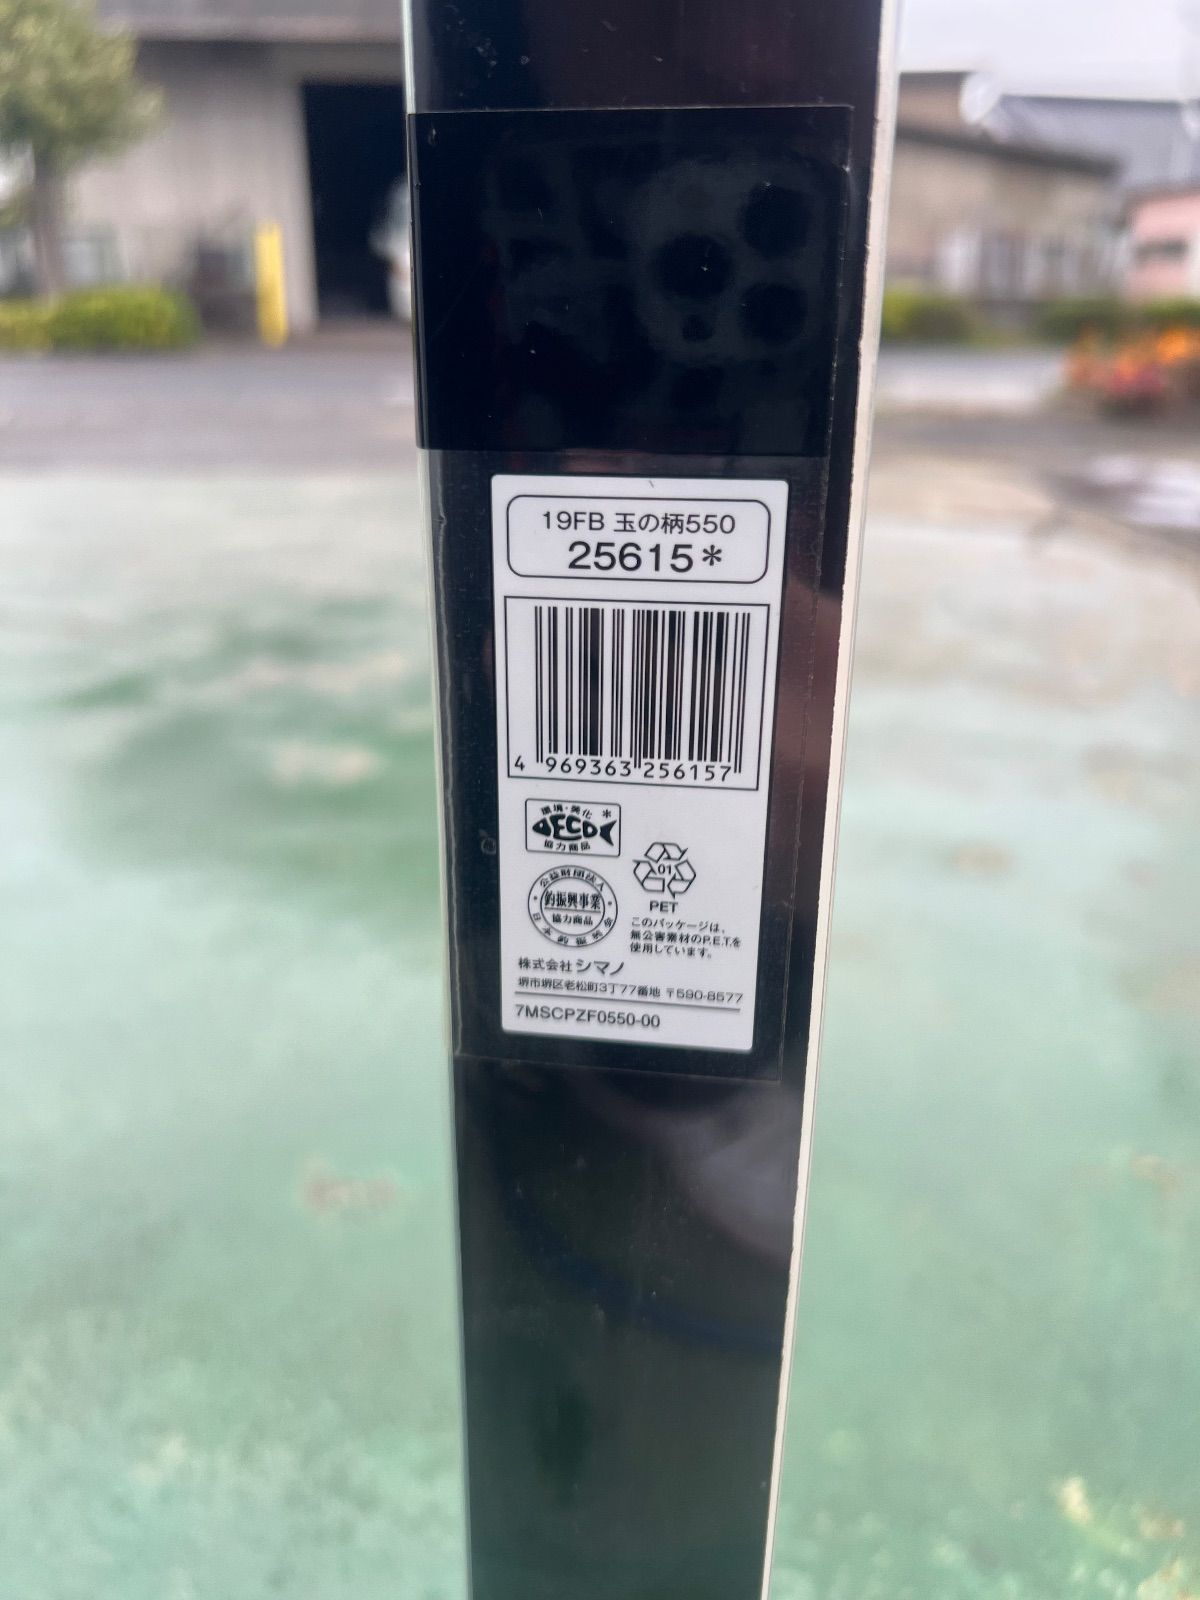 19FB 玉の柄550
25615*
4 969363 256157
環境・美化 *
ECO
協力商品
公益財団法人
釣振興事業
協力商品
日本釣振興会
01
PET
このパッケージは、
無公害素材のP.E.T.を
使用しています。
株式会社シマノ
堺市堺区老松町3丁77番地 〒590-8577
7MSCPZF0550-00